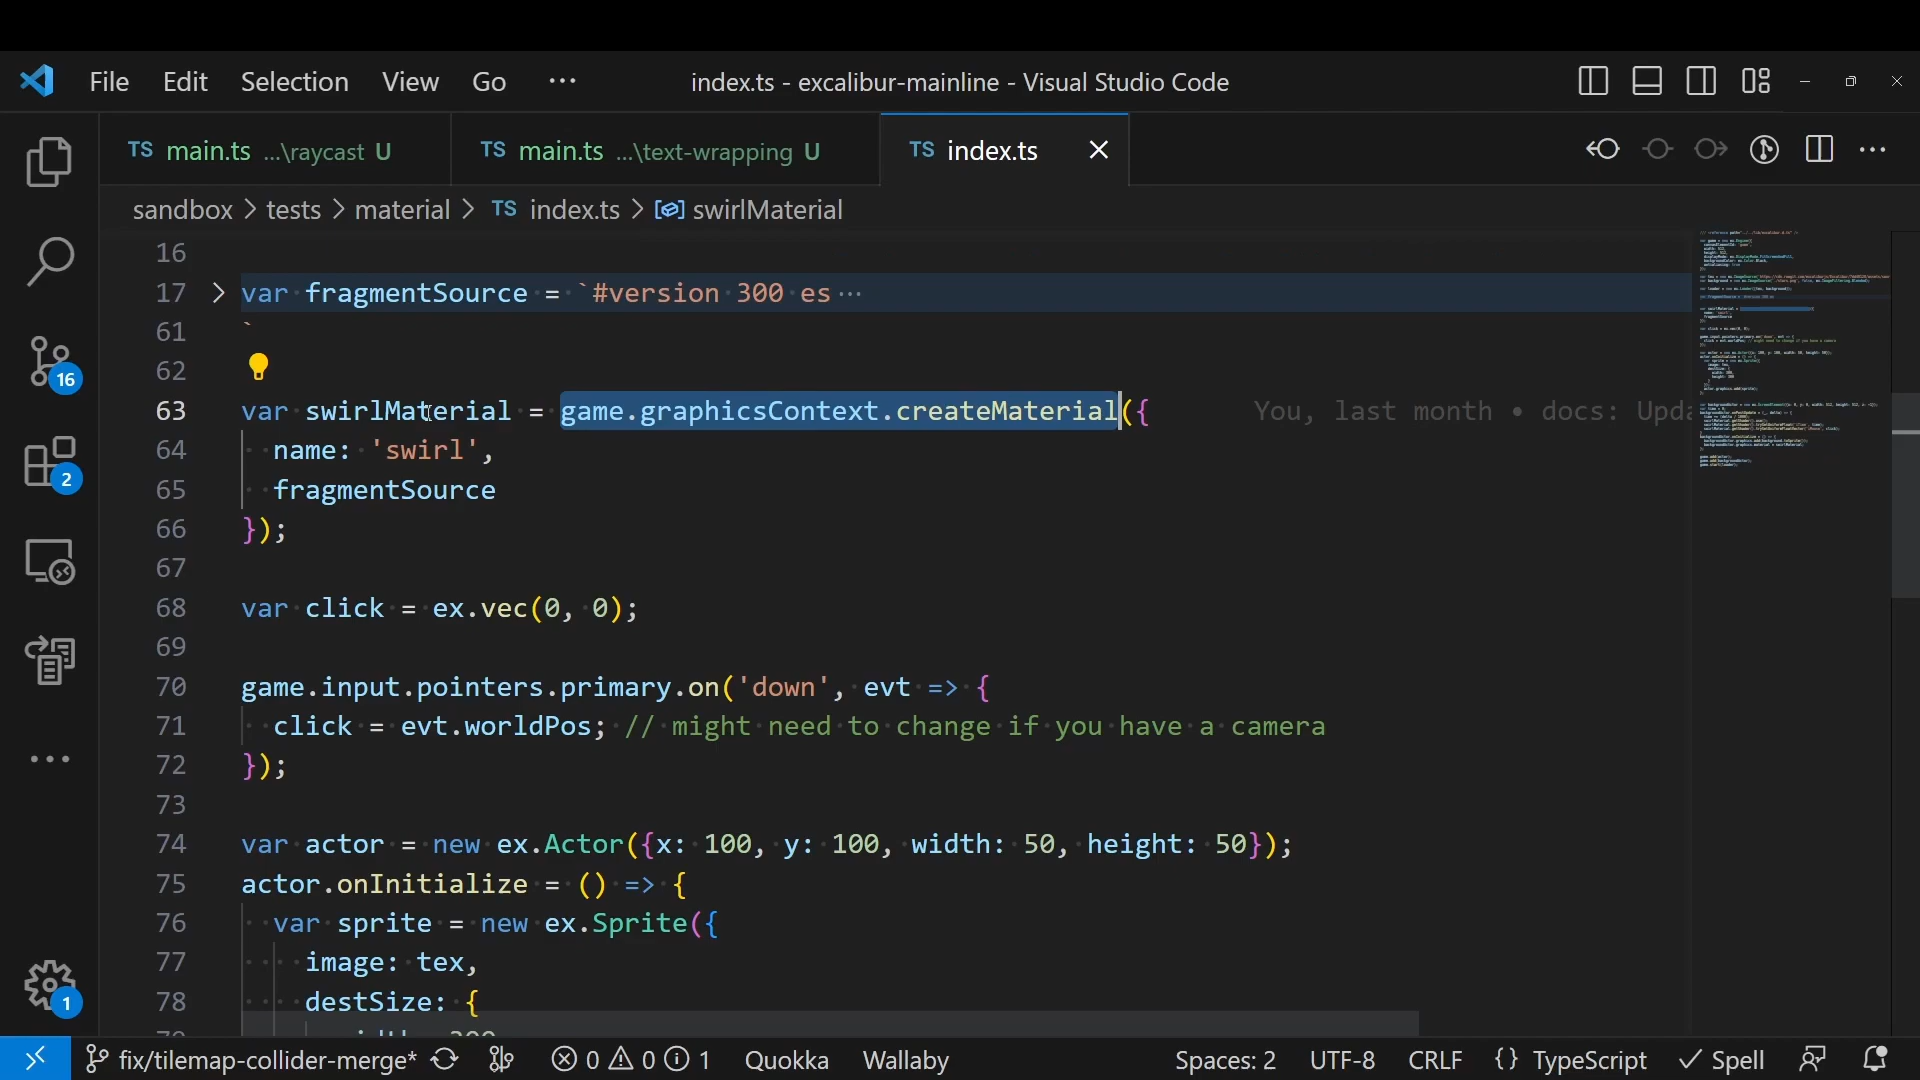 File Edit Selection View Go ··· index.ts - excalibur-mainline - Visual Studio Code
TS main.ts ...\raycast U TS main.ts ...\text-wrapping U TS index.ts
sandbox > tests > material > TS index.ts > swirlMaterial
16
17 > var fragmentSource = `#version 300 es···
61 `
62
63 var swirlMaterial = game.graphicsContext.createMaterial({ You, last month • docs: Upda
64 name: 'swirl',
65 fragmentSource
66 });
67
68 var click = ex.vec(0, 0);
69
70 game.input.pointers.primary.on('down', evt => {
71 click = evt.worldPos; // might need to change if you have a camera
72 });
73
74 var actor = new ex.Actor({x: 100, y: 100, width: 50, height: 50});
75 actor.onInitialize = () => {
76 var sprite = new ex.Sprite({
77 image: tex,
78 destSize: {
16
2
1
fix/tilemap-collider-merge* 0 0 1 Quokka Wallaby Spaces: 2 UTF-8 CRLF {} TypeScript ✓ Spell